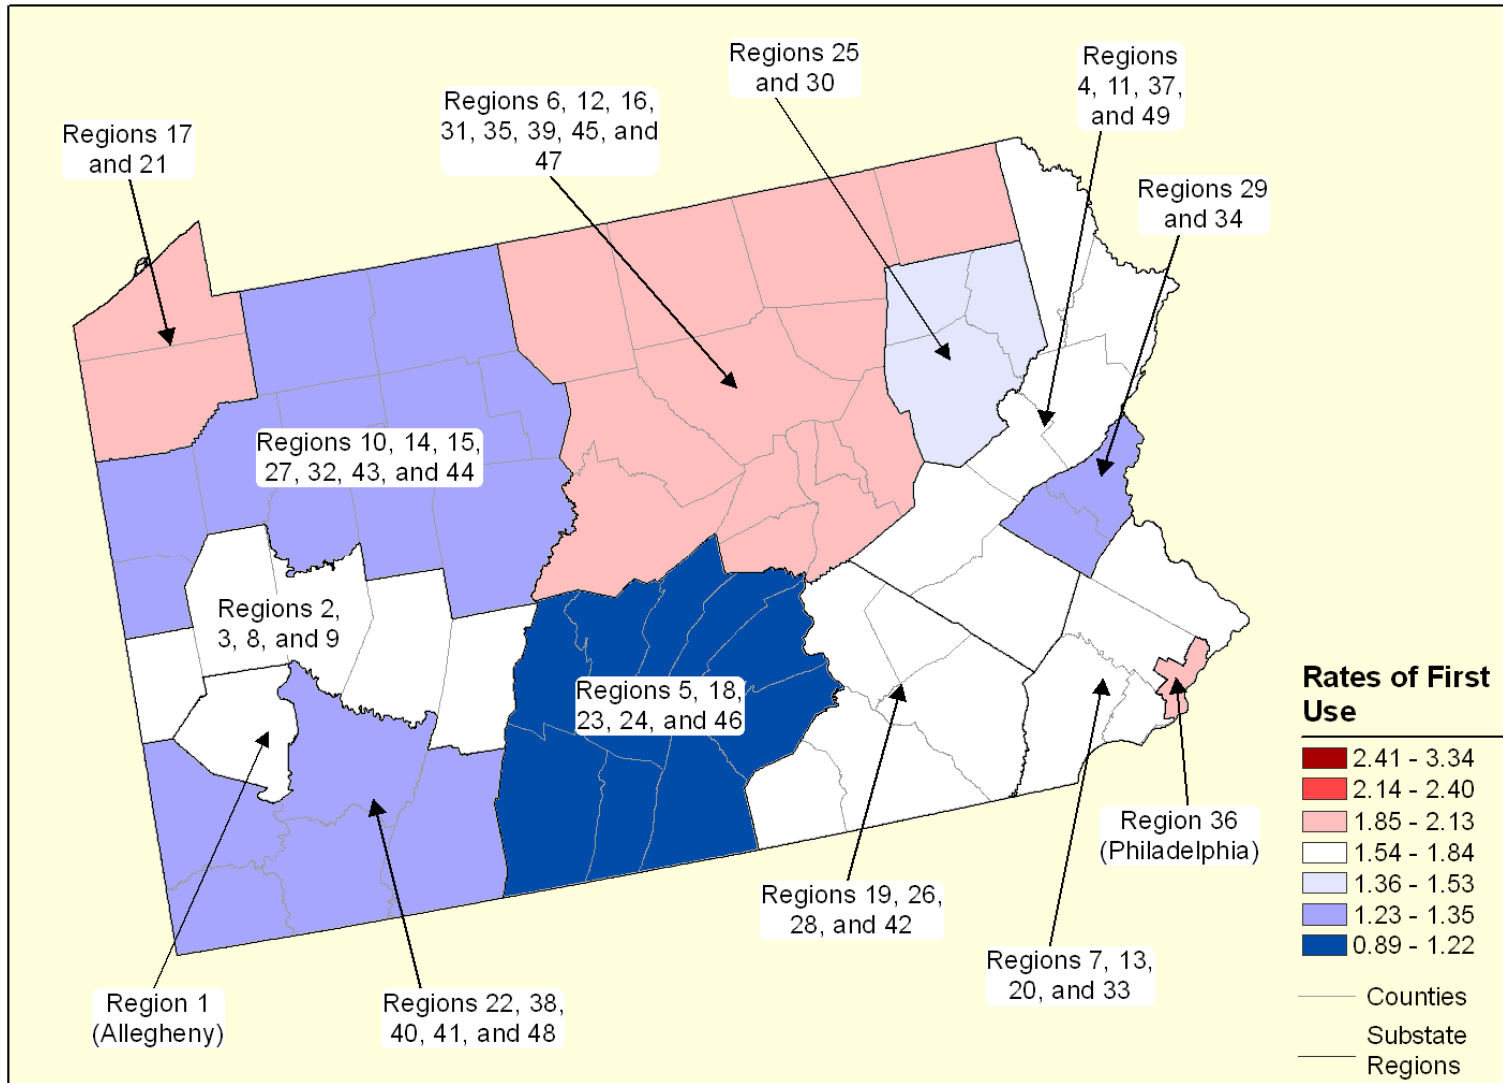 Regions 25
and 30
Regions
4, 11, 37,
and 49
Regions 6, 12, 16,
31, 35, 39, 45, and
47
Regions 17
and 21
Regions 29
and 34
Regions 10, 14, 15,
27, 32, 43, and 44
Regions 2,
3, 8, and 9
Regions 5, 18,
23, 24, and 46
Rates of First
Use
2.41 - 3.34
2.14 - 2.40
1.85 - 2.13
1.54 - 1.84
1.36 - 1.53
1.23 - 1.35
0.89 - 1.22
Counties
Substate
Regions
Region 36
(Philadelphia)
Regions 19, 26,
28, and 42
Regions 7, 13,
20, and 33
Region 1
(Allegheny)
Regions 22, 38,
40, 41, and 48